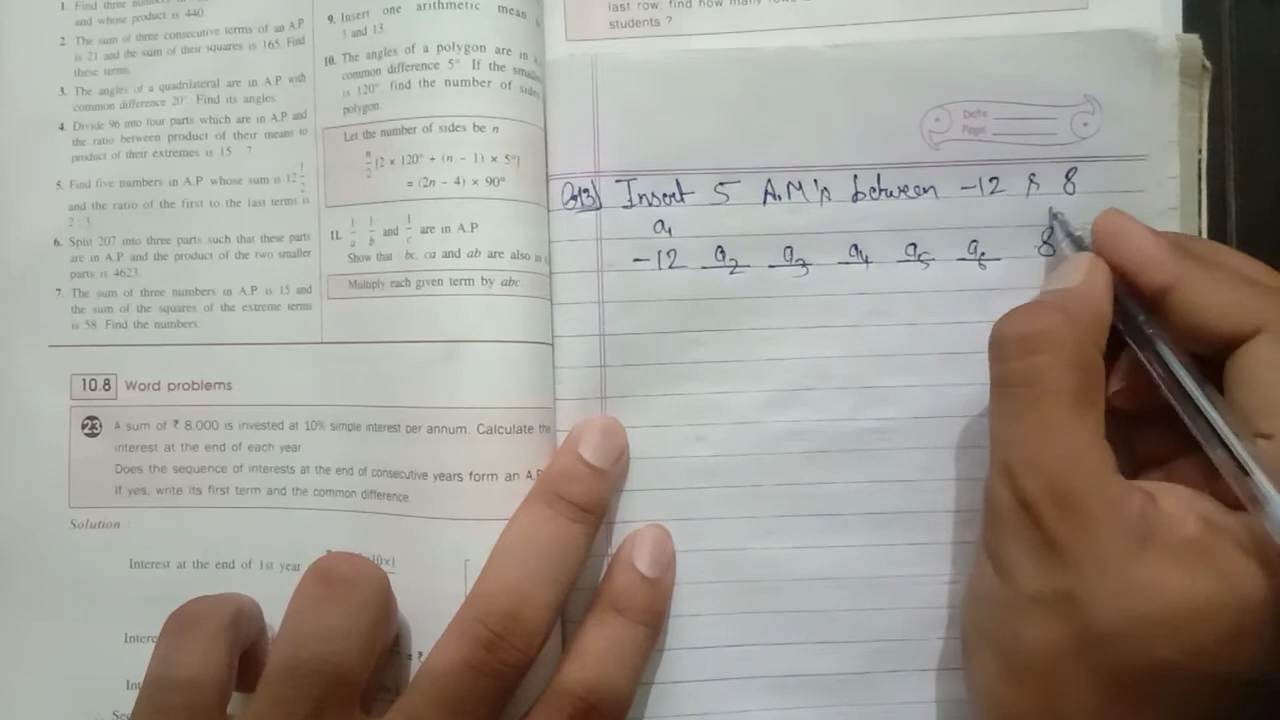 1. Find three
and whose product is 440.
2. The sum of three consecutive terms of an A.P
is 21 and the sum of their squares is 165. Find
these terms.
3. The angles of a quadrilateral are in A.P with
common difference 20°. Find its angles.
4. Divide 96 into four parts which are in A.P and
the ratio between product of their means to
product of their extremes is 15 : 7.
5. Find five numbers in A.P whose sum is 12 1/2
and the ratio of the first to the last terms is
2 : 3.
6. Split 207 into three parts such that these parts
are in A.P and the product of the two smaller
parts is 4623.
7. The sum of three numbers in A.P is 15 and
the sum of the squares of the extreme terms
is 58. Find the numbers.
9. Insert one arithmetic mean
3 and 13.
10. The angles of a polygon are in
common difference 5°. If the
is 120° find the number of
polygon.
Let the number of sides be n
n/2 [2 × 120° + (n − 1) × 5°]
= (2n − 4) × 90°
11. 1/a, 1/b and 1/c are in A.P
Show that bc, ca and ab are also
Multiply each given term by abc.
10.8 Word problems
23 A sum of ₹ 8,000 is invested at 10% simple interest per annum. Calculate the
interest at the end of each year.
Does the sequence of interests at the end of consecutive years form an A.P
If yes, write its first term and the common difference.
Solution
Interest at the end of 1st year
last row, find how many
students ?
Date
Page
Q13) Insert 5 A.M's between -12 & 8
a1
-12 a2 a3 a4 a5 a6 8